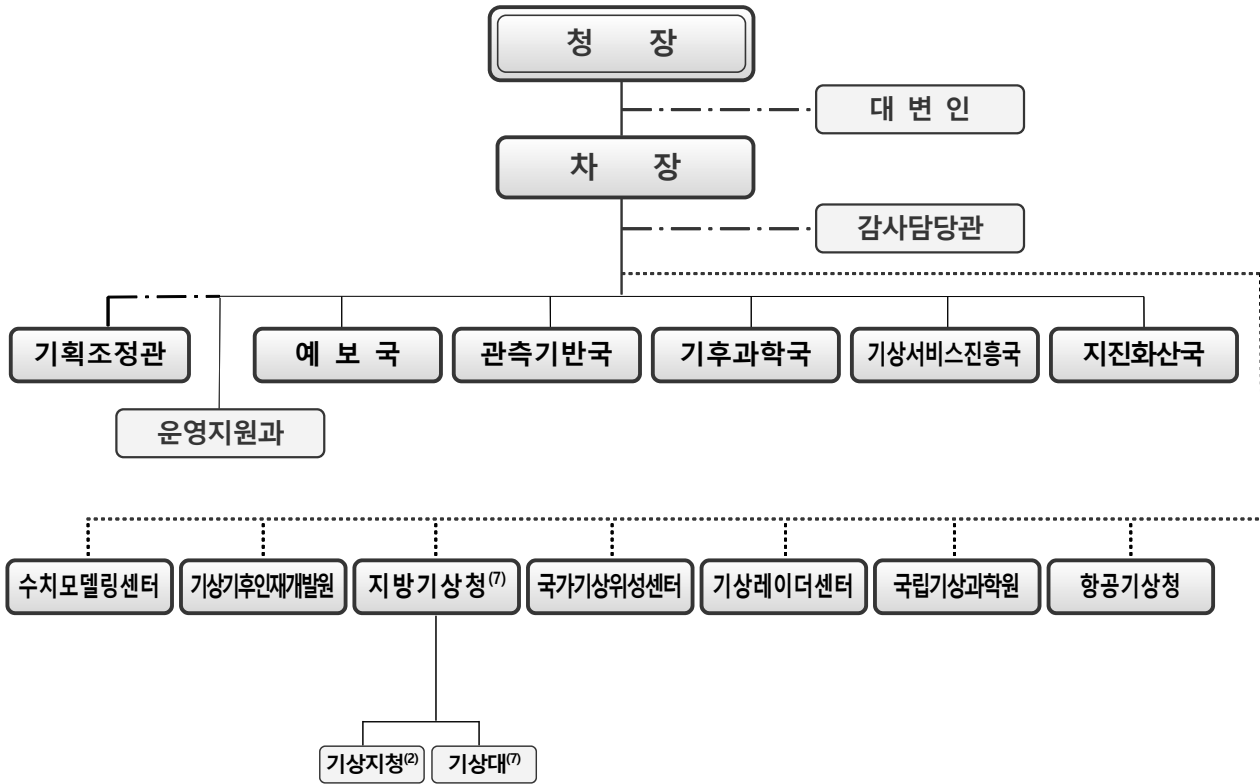 청 장
대 변 인
차 장
감사담당관
기획조정관
예 보 국
관측기반국
기후과학국
기상서비스진흥국
지진화산국
운영지원과
수치모델링센터
기상기후인재개발원
지방기상청(7)
국가기상위성센터
기상레이더센터
국립기상과학원
항공기상청
기상지청(2)
기상대(7)